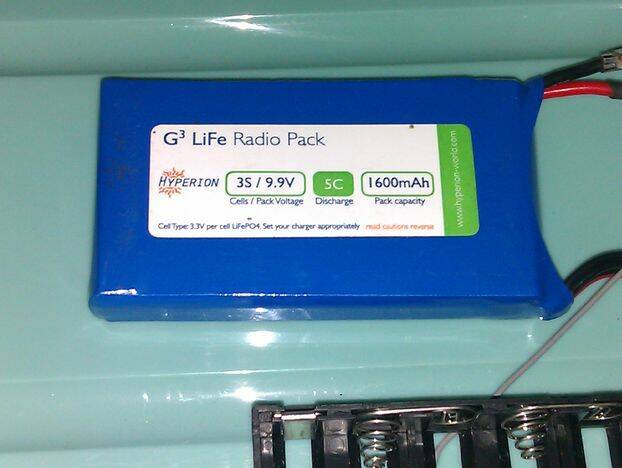 G³ LiFe Radio Pack
HYPERION
3S / 9.9V
5C
1600mAh
Cells / Pack Voltage
Discharge
Pack capacity
Cell Type: 3.3V per cell LiFePO4. Set your charger appropriately
read cautions reverse
www.hyperion-world.com